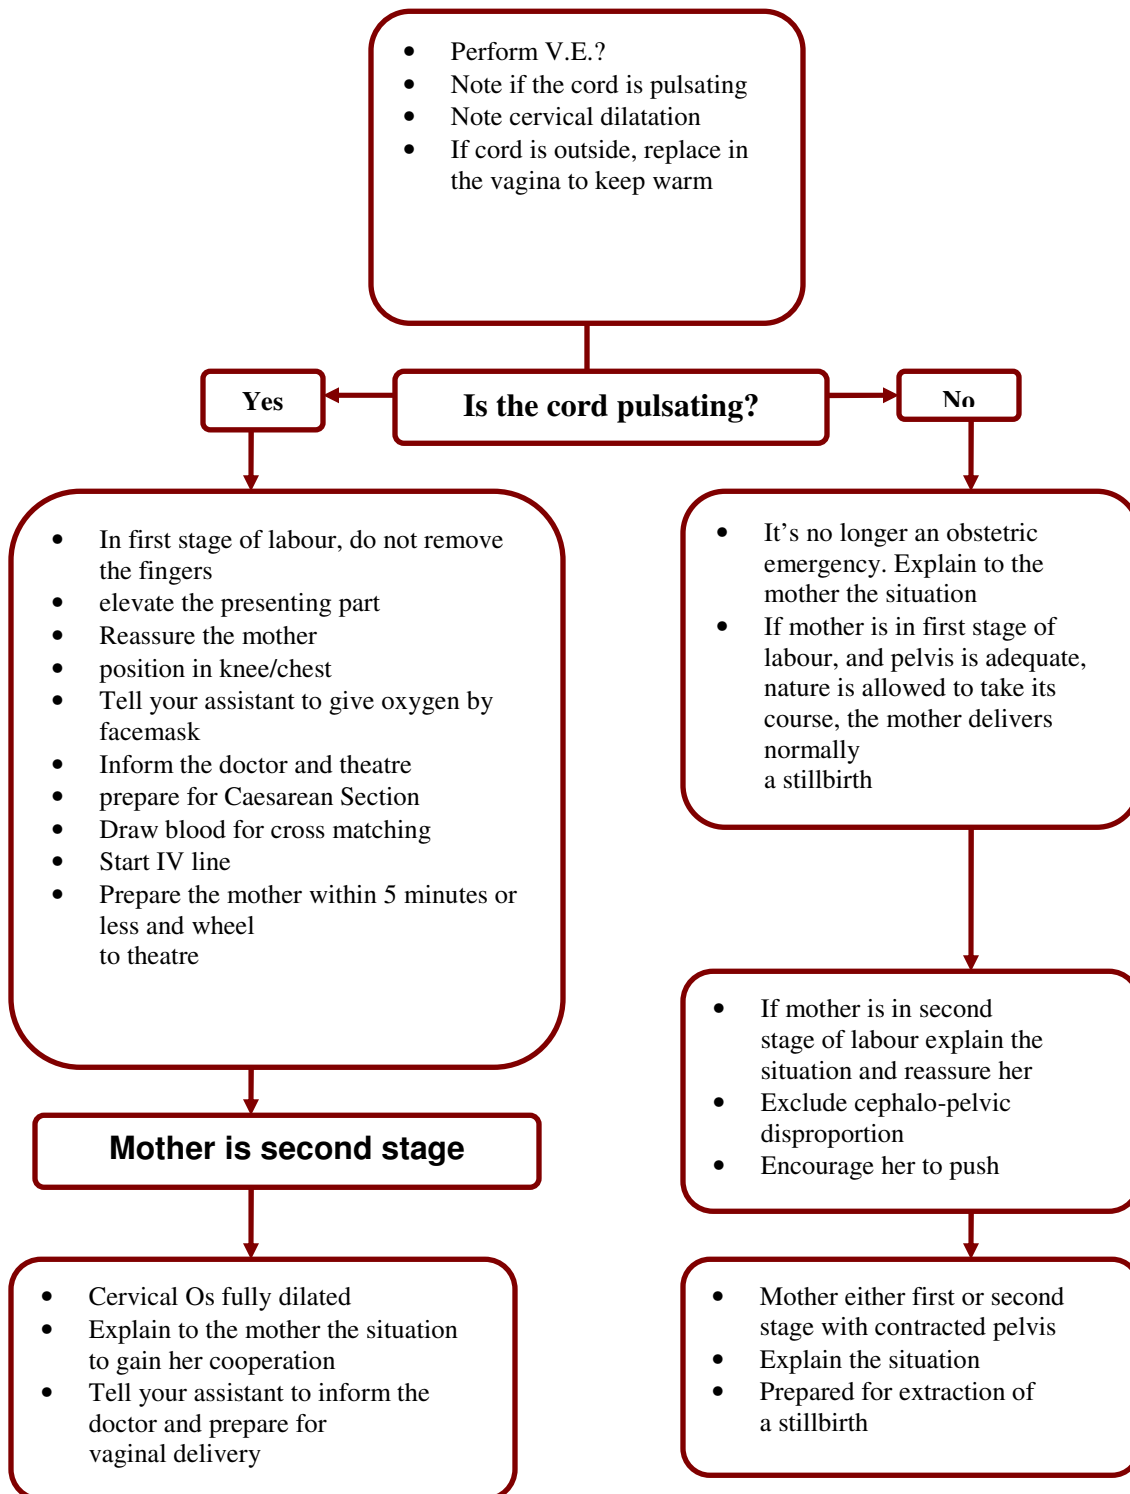 • Perform V.E.?
• Note if the cord is pulsating
• Note cervical dilatation
• If cord is outside, replace in
the vagina to keep warm
Yes
Is the cord pulsating?
No
• In first stage of labour, do not remove
the fingers
• elevate the presenting part
• Reassure the mother
• position in knee/chest
• Tell your assistant to give oxygen by
facemask
• Inform the doctor and theatre
• prepare for Caesarean Section
• Draw blood for cross matching
• Start IV line
• Prepare the mother within 5 minutes or
less and wheel
to theatre
Mother is second stage
• Cervical Os fully dilated
• Explain to the mother the situation
to gain her cooperation
• Tell your assistant to inform the
doctor and prepare for
vaginal delivery
• It's no longer an obstetric
emergency. Explain to the
mother the situation
• If mother is in first stage of
labour, and pelvis is adequate,
nature is allowed to take its
course, the mother delivers
normally
a stillbirth
• If mother is in second
stage of labour explain the
situation and reassure her
• Exclude cephalo-pelvic
disproportion
• Encourage her to push
• Mother either first or second
stage with contracted pelvis
• Explain the situation
• Prepared for extraction of
a stillbirth